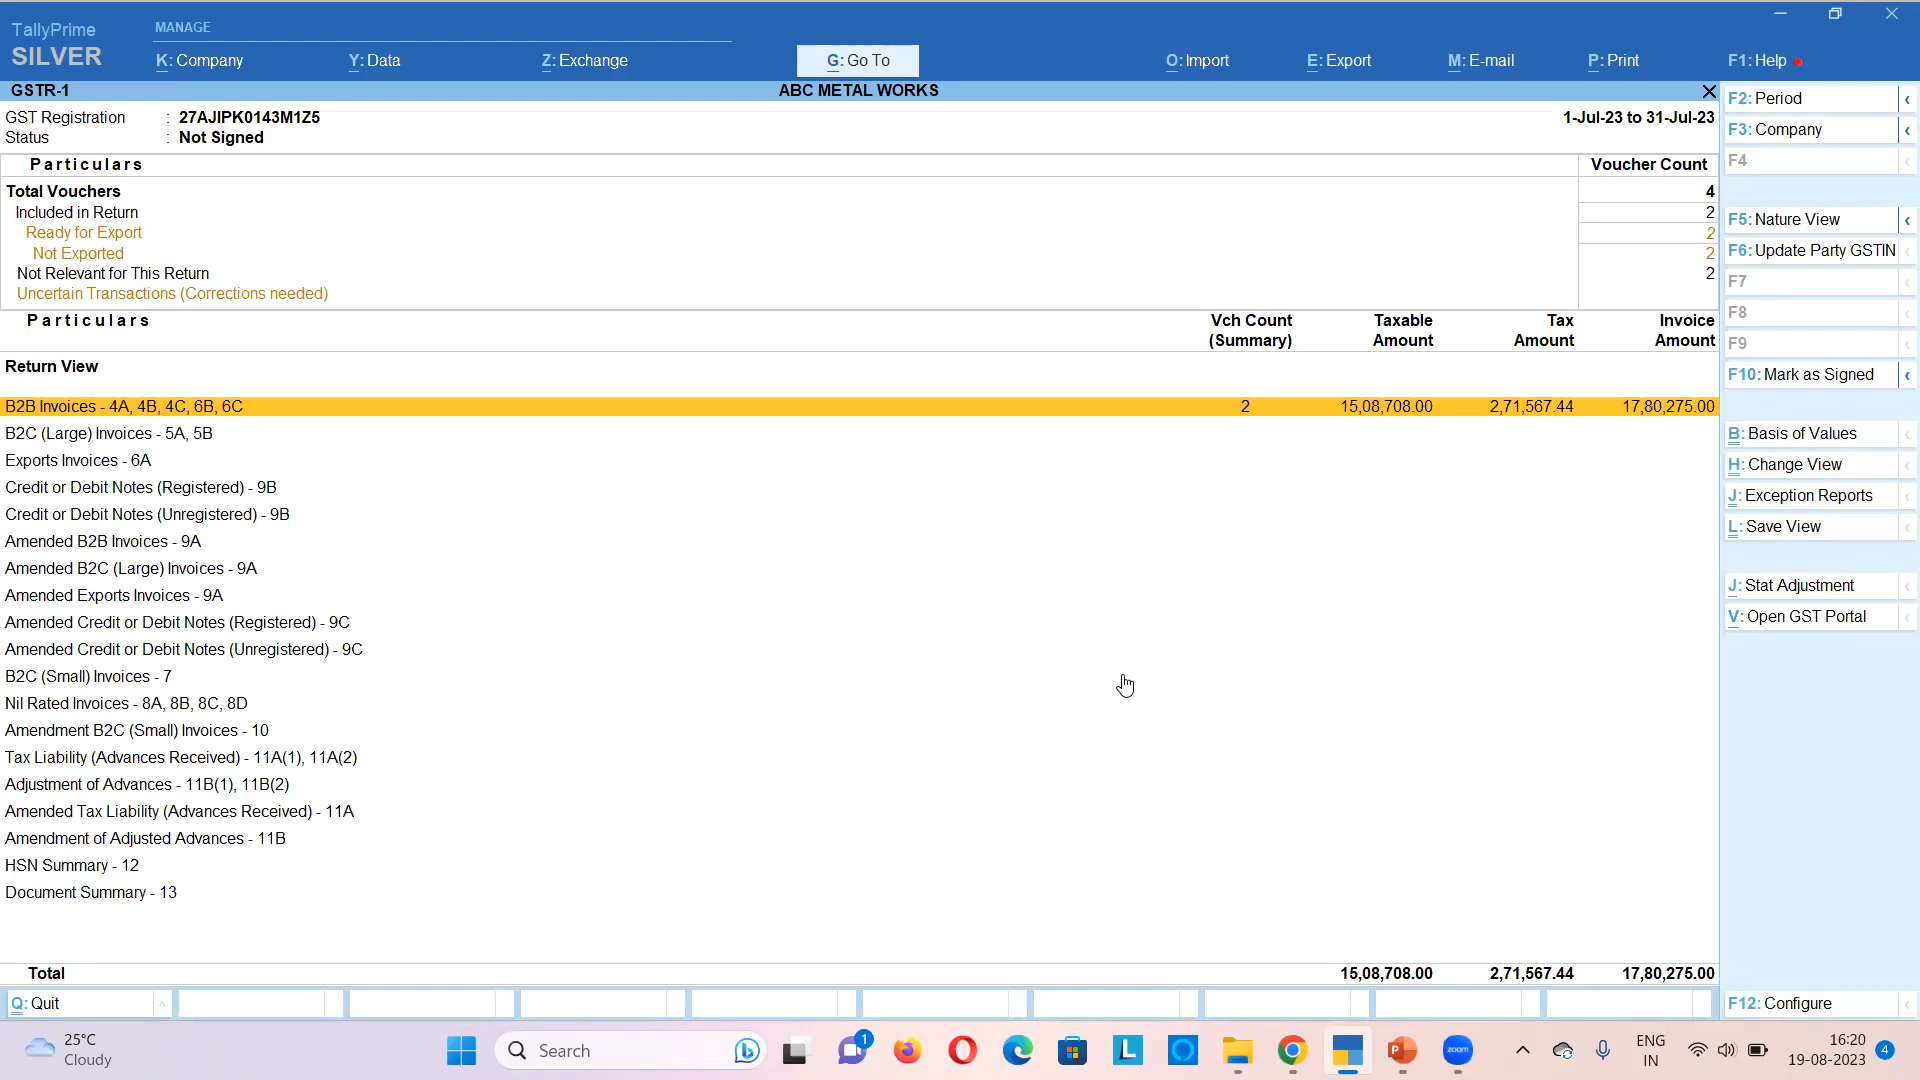 TallyPrime
SILVER
MANAGE
K: Company
Y: Data
Z: Exchange
G: Go To
O: Import
E: Export
M: E-mail
P: Print
F1: Help
GSTR-1
ABC METAL WORKS
GST Registration : 27AJIPK0143M1Z5
1-Jul-23 to 31-Jul-23
Status : Not Signed
Particulars
Voucher Count
Total Vouchers 4
Included in Return 2
Ready for Export 2
Not Exported 2
Not Relevant for This Return 2
Uncertain Transactions (Corrections needed)
Particulars
Vch Count Taxable Tax Invoice
(Summary) Amount Amount Amount
Return View
B2B Invoices - 4A, 4B, 4C, 6B, 6C 2 15,08,708.00 2,71,567.44 17,80,275.00
B2C (Large) Invoices - 5A, 5B
Exports Invoices - 6A
Credit or Debit Notes (Registered) - 9B
Credit or Debit Notes (Unregistered) - 9B
Amended B2B Invoices - 9A
Amended B2C (Large) Invoices - 9A
Amended Exports Invoices - 9A
Amended Credit or Debit Notes (Registered) - 9C
Amended Credit or Debit Notes (Unregistered) - 9C
B2C (Small) Invoices - 7
Nil Rated Invoices - 8A, 8B, 8C, 8D
Amendment B2C (Small) Invoices - 10
Tax Liability (Advances Received) - 11A(1), 11A(2)
Adjustment of Advances - 11B(1), 11B(2)
Amended Tax Liability (Advances Received) - 11A
Amendment of Adjusted Advances - 11B
HSN Summary - 12
Document Summary - 13
Total 15,08,708.00 2,71,567.44 17,80,275.00
Q: Quit
F2: Period
F3: Company
F4
F5: Nature View
F6: Update Party GSTIN
F7
F8
F9
F10: Mark as Signed
B: Basis of Values
H: Change View
J: Exception Reports
L: Save View
J: Stat Adjustment
V: Open GST Portal
F12: Configure
25°C
Cloudy
Search
1
L
zoom
ENG
IN
16:20
19-08-2023
4